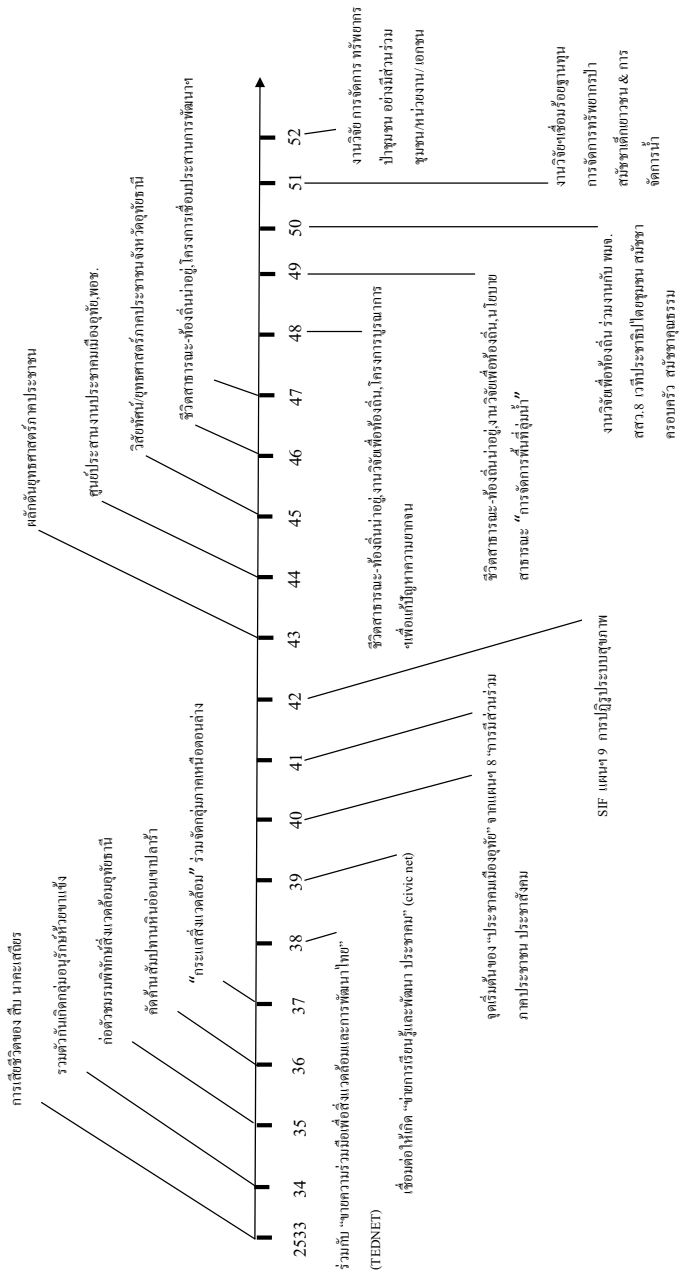 การเสียชีวิตของ สืบ นาคะเสถียร
รวมตัวกันเกิดกลุ่มอนุรักษ์ห้วยขาแข้ง
ก่อตัวชมรมพิทักษ์สิ่งแวดล้อมอุทัยธานี
คัดค้านสัมปทานหินอ่อนเขาปลาร้า
“กระแสสิ่งแวดล้อม” ร่วมจัดกลุ่มภาคเหนือตอนล่าง
ผลักดันยุทธศาสตร์ภาคประชาชน
ศูนย์ประสานงานประชาคมเมืองอุทัย,พอช.
วิสัยทัศน์/ยุทธศาสตร์ภาคประชาชนจังหวัดอุทัยธานี
ชีวิตสาธารณะ-ท้องถิ่นน่าอยู่,โครงการเชื่อมประสานการพัฒนาฯ
2533 34 35 36 37 38 39 40 41 42 43 44 45 46 47 48 49 50 51 52
ร่วมกับ “ขายความร่วมมือเพื่อสิ่งแวดล้อมและการพัฒนาไทย”
(TEDNET)
เชื่อมต่อให้เกิด “ข่ายการเรียนรู้และพัฒนา ประชาคม” (civic net)
จุดเริ่มต้นของ “ประชาคมเมืองอุทัย” จากแผนฯ 8 “การมีส่วนร่วม
ภาคประชาชน ประชาสังคม
SIF แผนฯ 9 การปฏิรูประบบสุขภาพ
ชีวิตสาธารณะ-ท้องถิ่นน่าอยู่,งานวิจัยเพื่อท้องถิ่น,โครงการบูรณาการ
ฯเพื่อแก้ปัญหาความยากจน
ชีวิตสาธารณะ-ท้องถิ่นน่าอยู่,งานวิจัยเพื่อท้องถิ่น,นโยบาย
สาธารณะ “การจัดการพื้นที่ลุ่มน้ำ”
งานวิจัยเพื่อท้องถิ่น ร่วมงานกับ พมจ.
สสว.8 เวทีประชาธิปไตยชุมชน สมัชชา
ครอบครัว สมัชชาคุณธรรม
งานวิจัยฯเชื่อมร้อยฐานทุน
การจัดการทรัพยากรป่า
สมัชชาเด็กเยาวชน & การ
จัดการน้ำ
งานวิจัย การจัดการ ทรัพยากร
ป่าชุมชน อย่างมีส่วนร่วม
ชุมชน/หน่วยงาน/ เอกชน